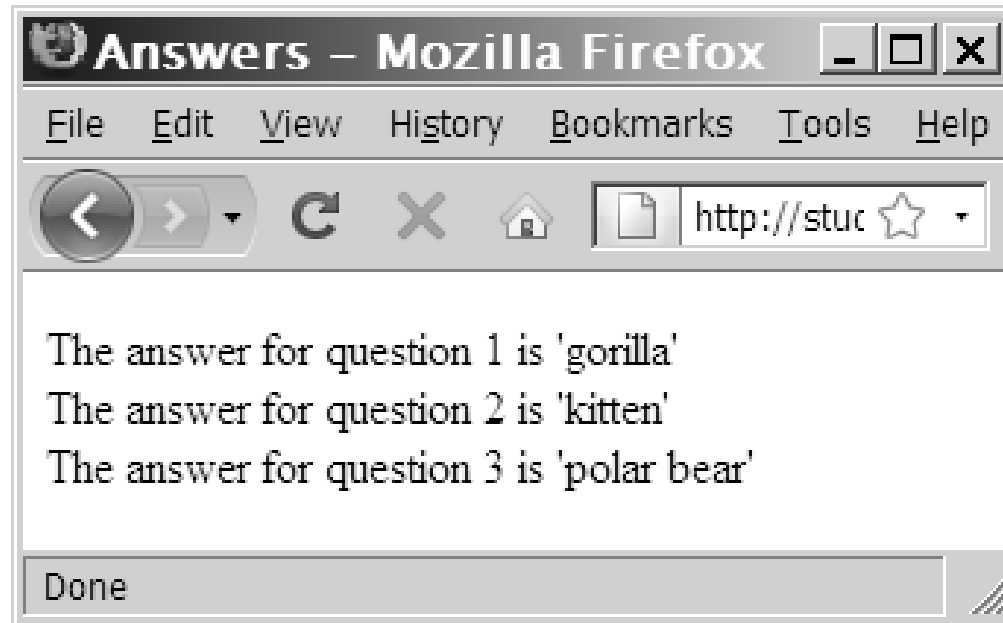 Answers – Mozilla Firefox
File Edit View History Bookmarks Tools Help
http://stuc
The answer for question 1 is 'gorilla'
The answer for question 2 is 'kitten'
The answer for question 3 is 'polar bear'
Done